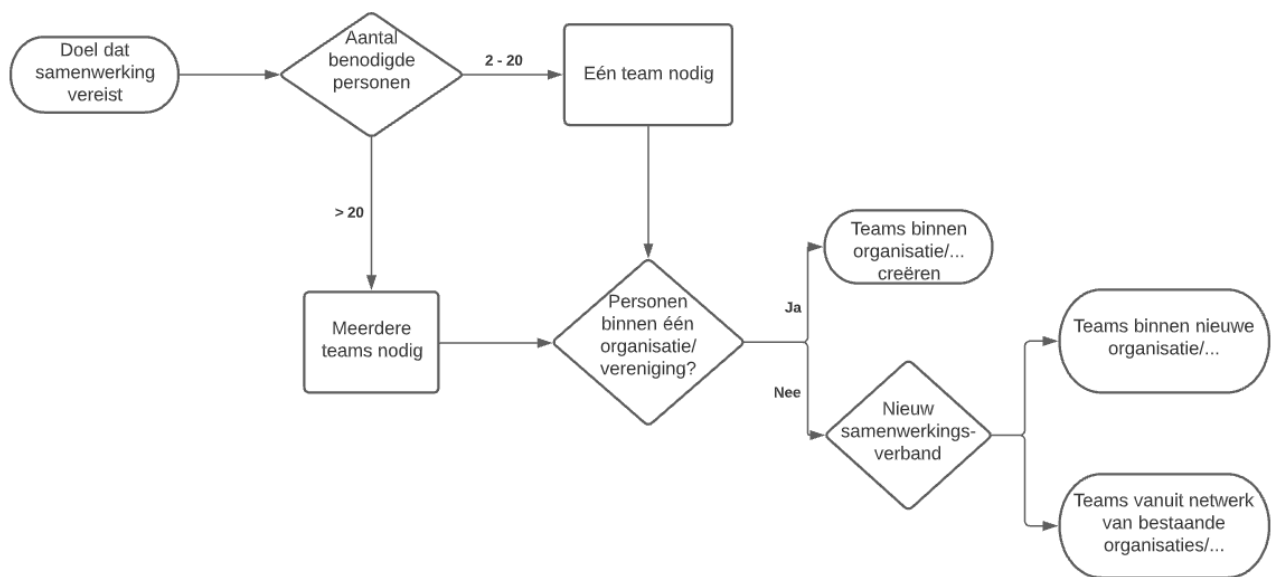 Doel dat
samenwerking
vereist
Aantal
benodigde
personen
2 - 20
Eén team nodig
> 20
Meerdere
teams nodig
Personen
binnen één
organisatie/
vereniging?
Ja
Teams binnen
organisatie/...
creëren
Nee
Nieuw
samenwerkings-
verband
Teams binnen nieuwe
organisatie/...
Teams vanuit netwerk
van bestaande
organisaties/...